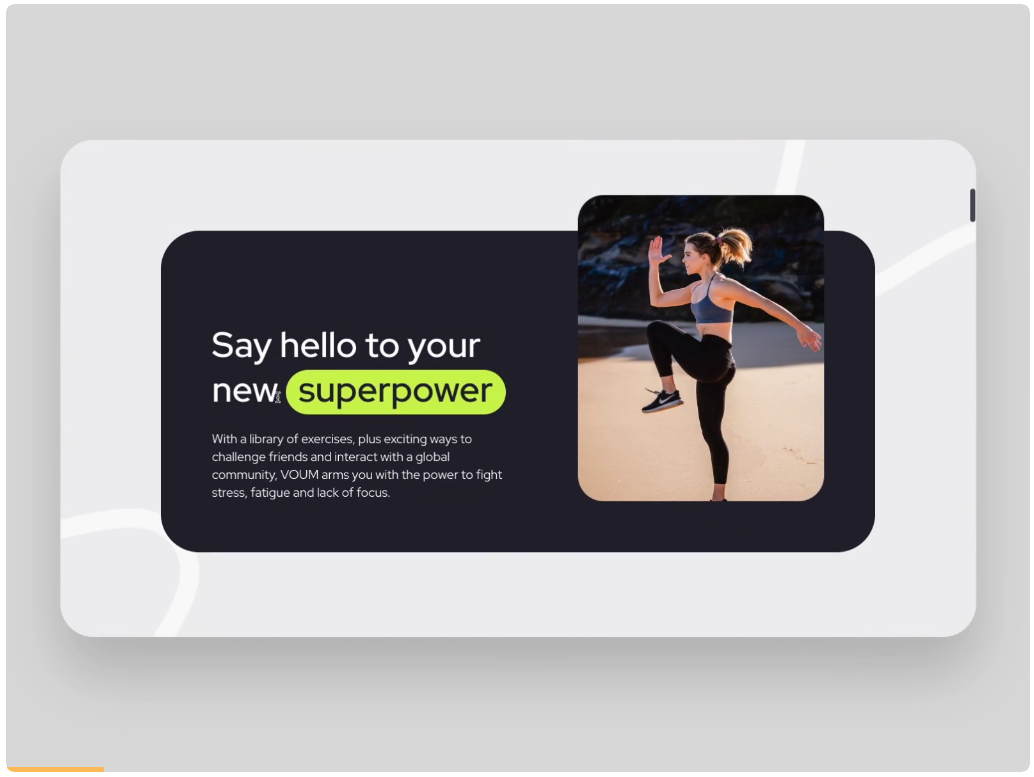 Say hello to your
new superpower
With a library of exercises, plus exciting ways to
challenge friends and interact with a global
community, VOUM arms you with the power to fight
stress, fatigue and lack of focus.